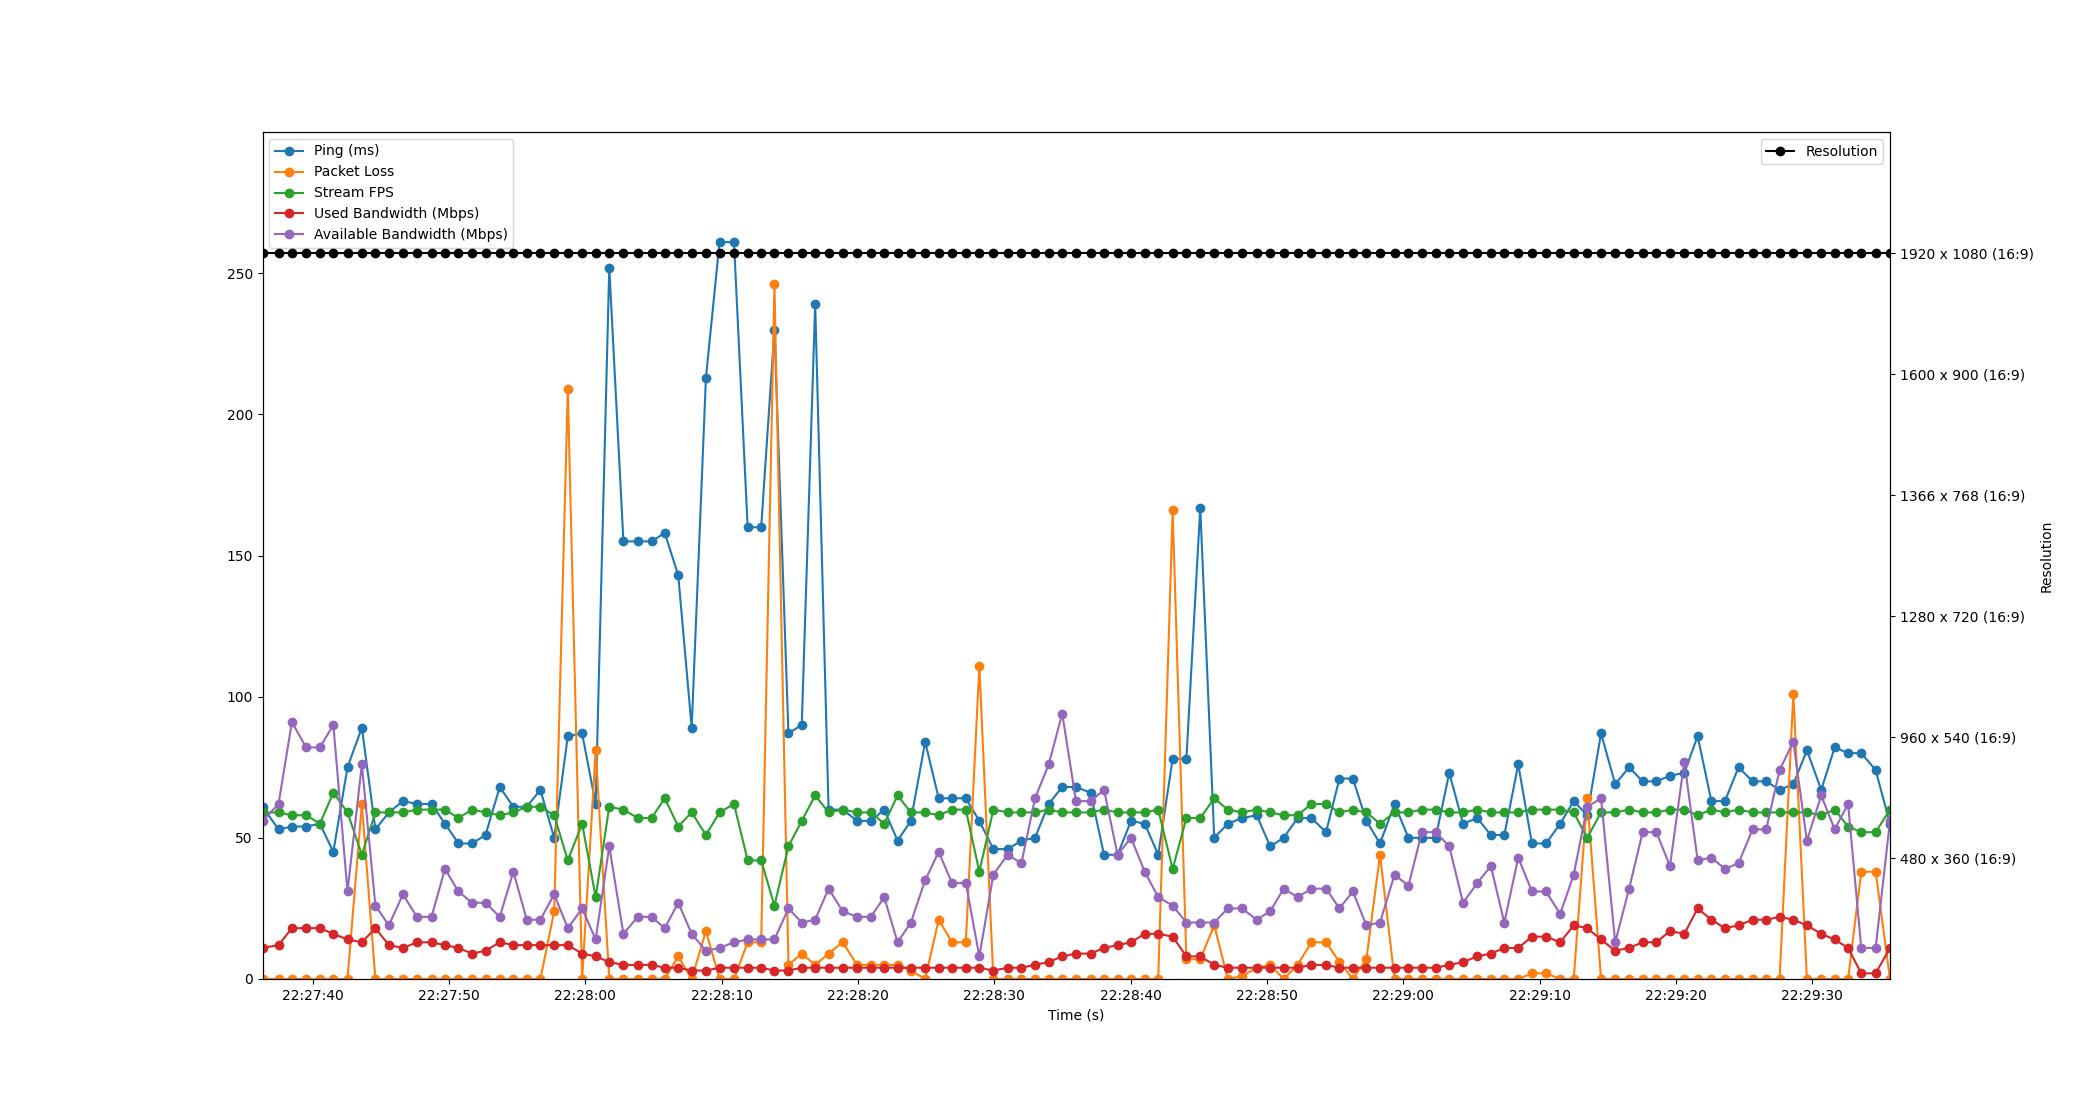 Ping (ms)
Packet Loss
Stream FPS
Used Bandwidth (Mbps)
Available Bandwidth (Mbps)
Resolution
250
200
150
100
50
0
1920 x 1080 (16:9)
1600 x 900 (16:9)
1366 x 768 (16:9)
1280 x 720 (16:9)
960 x 540 (16:9)
480 x 360 (16:9)
Resolution
22:27:40 22:27:50 22:28:00 22:28:10 22:28:20 22:28:30 22:28:40 22:28:50 22:29:00 22:29:10 22:29:20 22:29:30
Time (s)